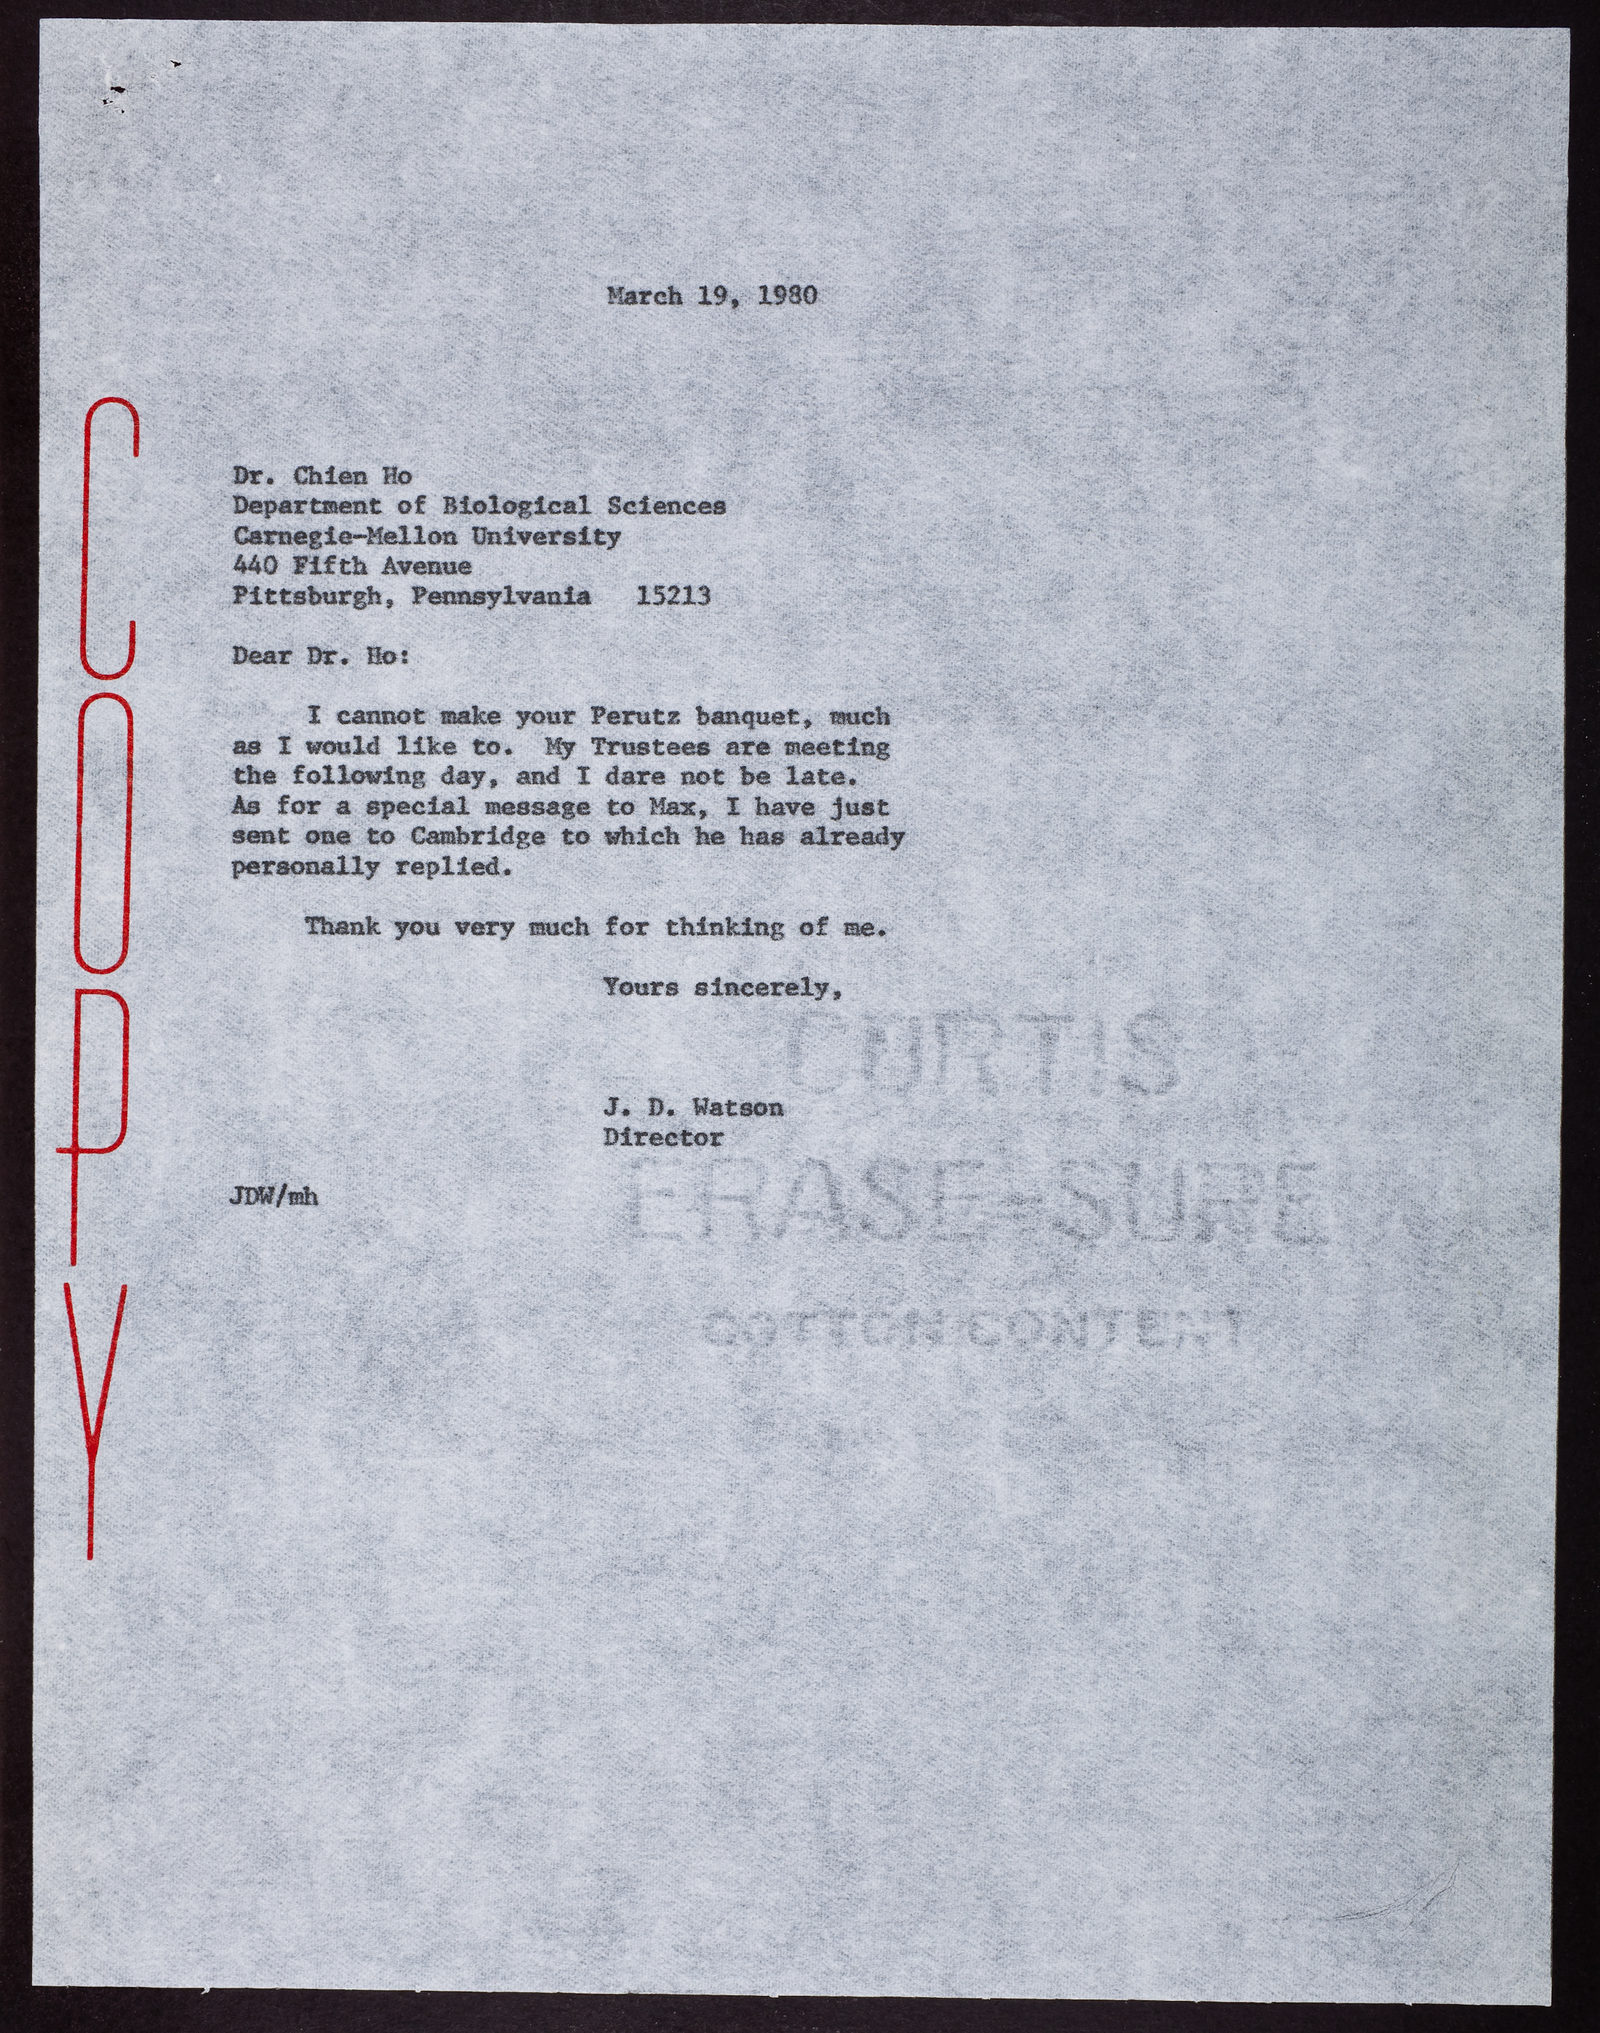 March 19, 1980
COPY
Dr. Chien Ho
Department of Biological Sciences
Carnegie-Mellon University
440 Fifth Avenue
Pittsburgh, Pennsylvania 15213
Dear Dr. Ho:
I cannot make your Perutz banquet, much
as I would like to. My Trustees are meeting
the following day, and I dare not be late.
As for a special message to Max, I have just
sent one to Cambridge to which he has already
personally replied.
Thank you very much for thinking of me.
Yours sincerely,
CURTIS
J. D. Watson
Director
ERASE-SURE
JDW/mh
COTTON CONTENT